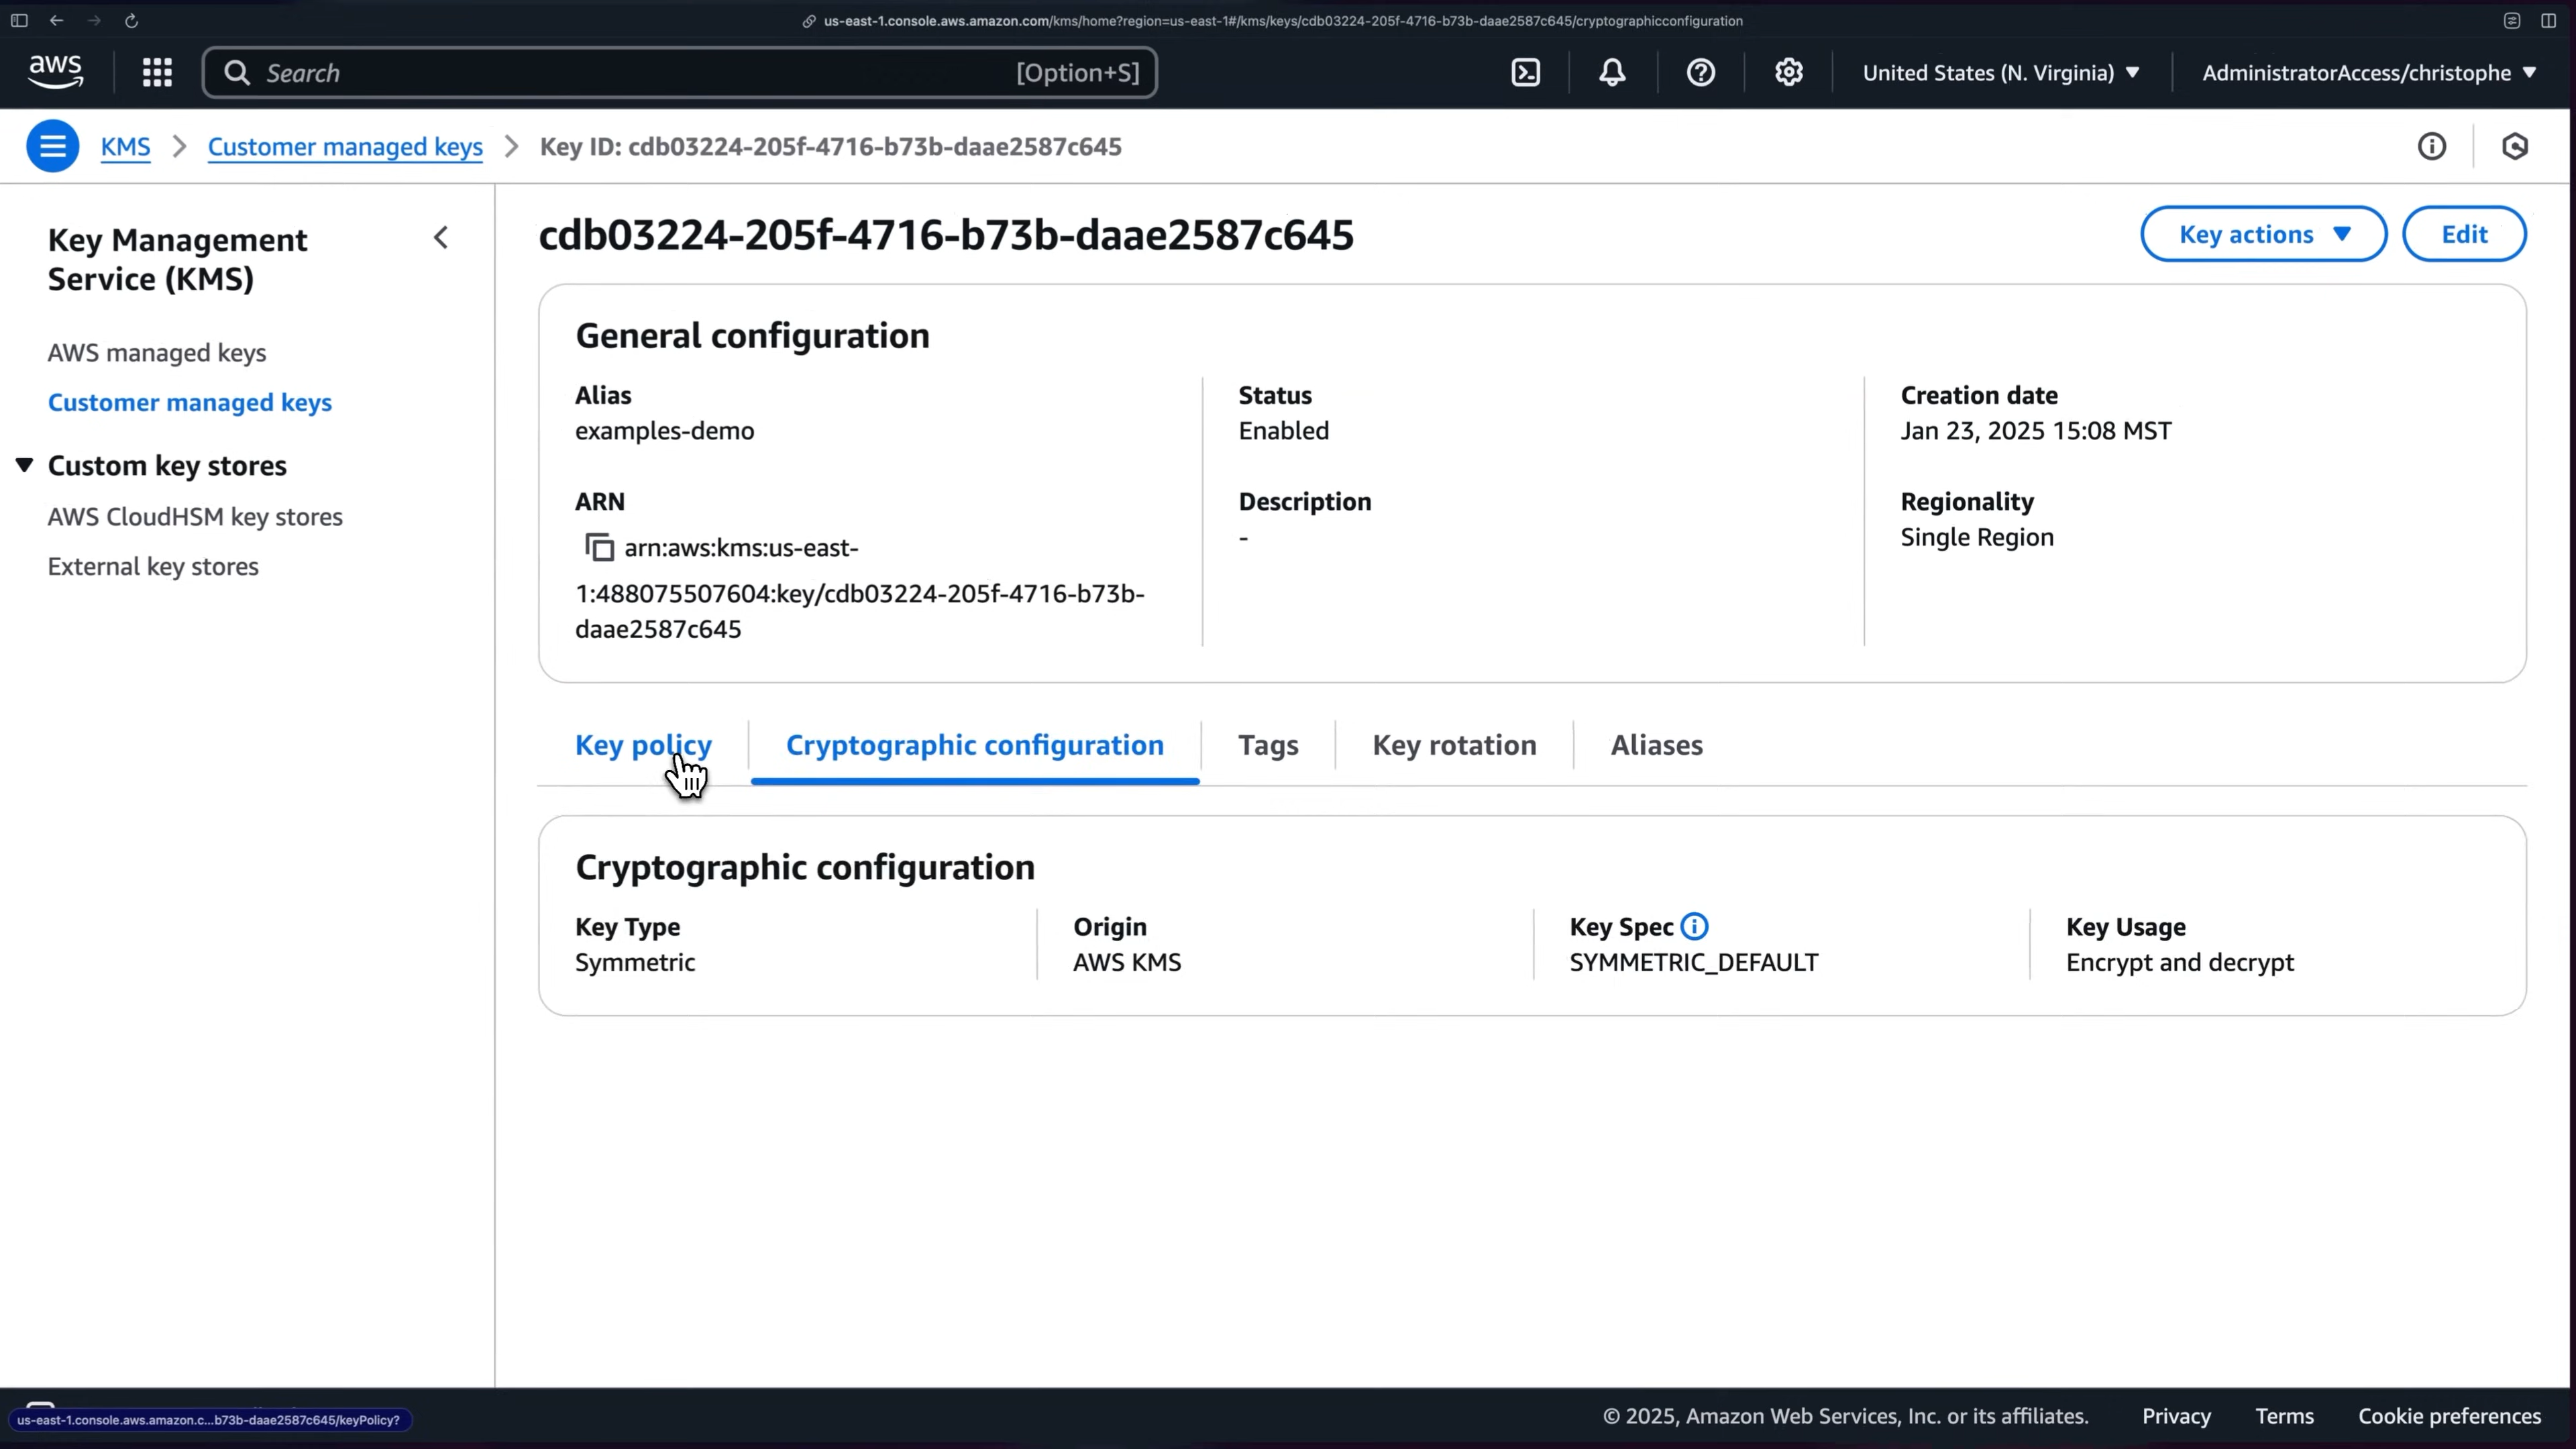 us-east-1.console.aws.amazon.com/kms/home?region=us-east-1#/kms/keys/cdb03224-205f-4716-b73b-daae2587c645/cryptographicconfiguration
aws
Search [Option+S]
United States (N. Virginia)
AdministratorAccess/christophe
KMS > Customer managed keys > Key ID: cdb03224-205f-4716-b73b-daae2587c645
Key Management
Service (KMS)
AWS managed keys
Customer managed keys
Custom key stores
AWS CloudHSM key stores
External key stores
cdb03224-205f-4716-b73b-daae2587c645
Key actions
Edit
General configuration
Alias
examples-demo
Status
Enabled
Creation date
Jan 23, 2025 15:08 MST
ARN
arn:aws:kms:us-east-
1:488075507604:key/cdb03224-205f-4716-b73b-
daae2587c645
Description
-
Regionality
Single Region
Key policy
Cryptographic configuration
Tags
Key rotation
Aliases
Cryptographic configuration
Key Type
Symmetric
Origin
AWS KMS
Key Spec
SYMMETRIC_DEFAULT
Key Usage
Encrypt and decrypt
us-east-1.console.aws.amazon.c...b73b-daae2587c645/keyPolicy?
© 2025, Amazon Web Services, Inc. or its affiliates.
Privacy
Terms
Cookie preferences